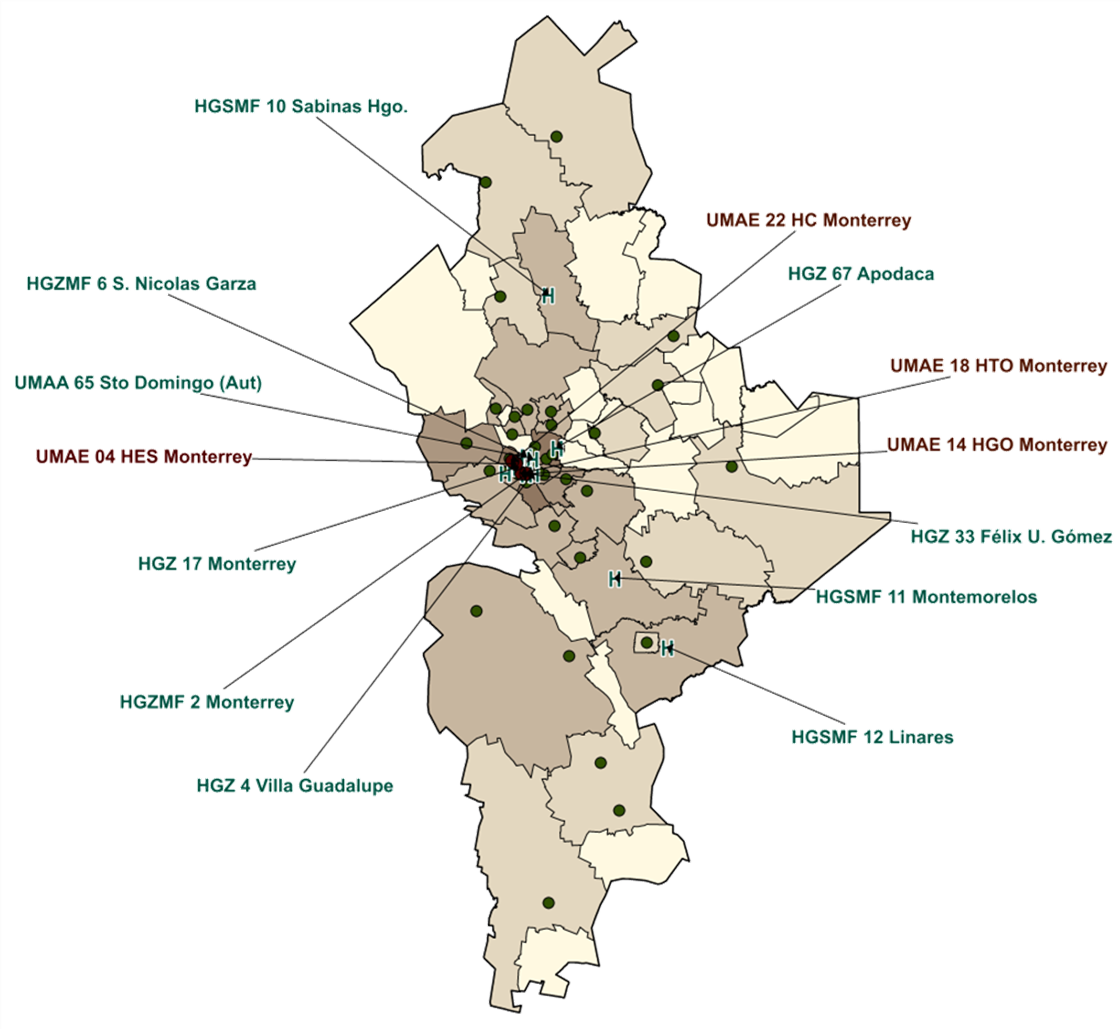 HGSMF 10 Sabinas Hgo.
UMAE 22 HC Monterrey
HGZ 67 Apodaca
HGZMF 6 S. Nicolas Garza
H
UMAE 18 HTO Monterrey
UMAA 65 Sto Domingo (Aut)
UMAE 14 HGO Monterrey
UMAE 04 HES Monterrey
H
H
H
H
HGZ 33 Félix U. Gómez
HGZ 17 Monterrey
H
HGSMF 11 Montemorelos
H
HGZMF 2 Monterrey
HGSMF 12 Linares
HGZ 4 Villa Guadalupe